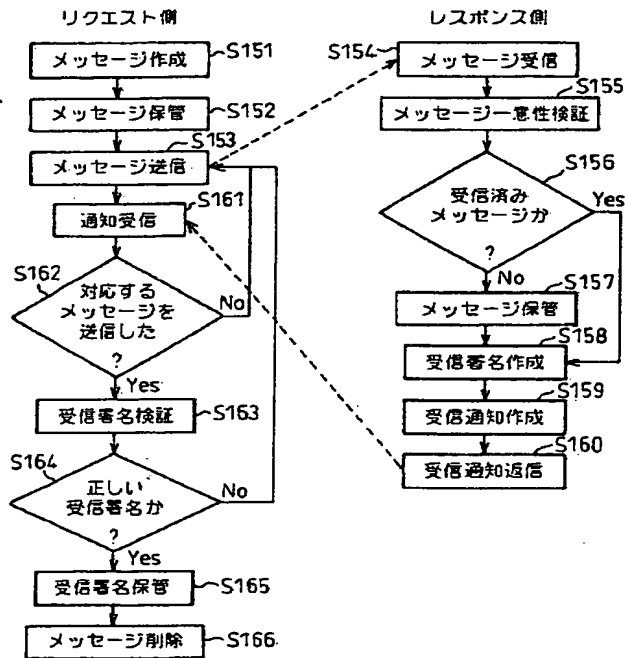 リクエスト側
メッセージ作成
S151
メッセージ保管
S152
S153
メッセージ送信
S161
通知受信
S162
対応する
メッセージを
送信した
?
No
Yes
受信署名検証
S163
S164
正しい
受信署名か
?
No
Yes
受信署名保管
S165
メッセージ削除
S166
レスポンス側
S154
メッセージ受信
S155
メッセージ一意性検証
S156
受信済み
メッセージか
?
Yes
No
S157
メッセージ保管
S158
受信署名作成
S159
受信通知作成
S160
受信通知返信